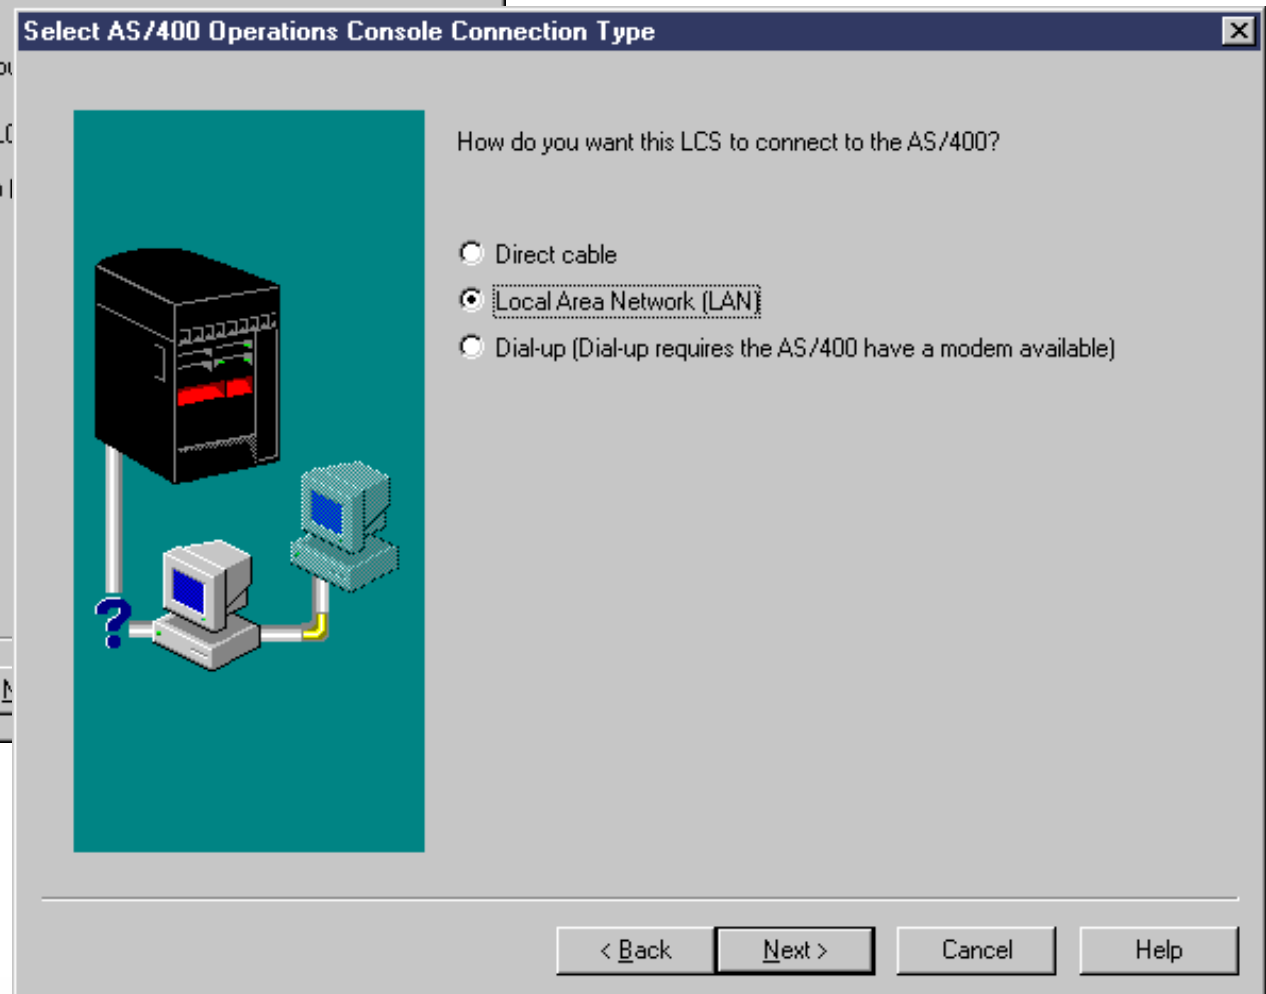 Select AS/400 Operations Console Connection Type
How do you want this LCS to connect to the AS/400?
Direct cable
Local Area Network (LAN)
Dial-up (Dial-up requires the AS/400 have a modem available)
?
< Back
Next >
Cancel
Help